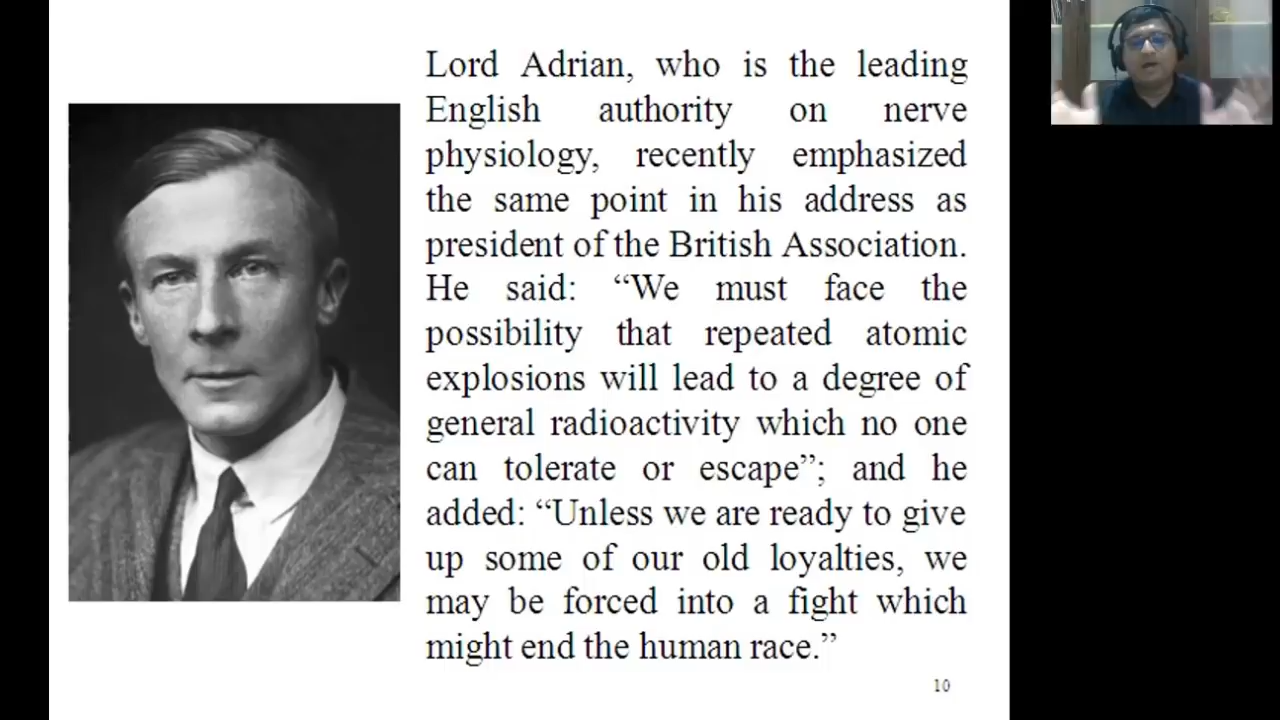 Lord Adrian, who is the leading
English authority on nerve
physiology, recently emphasized
the same point in his address as
president of the British Association.
He said: “We must face the
possibility that repeated atomic
explosions will lead to a degree of
general radioactivity which no one
can tolerate or escape”; and he
added: “Unless we are ready to give
up some of our old loyalties, we
may be forced into a fight which
might end the human race.”
10